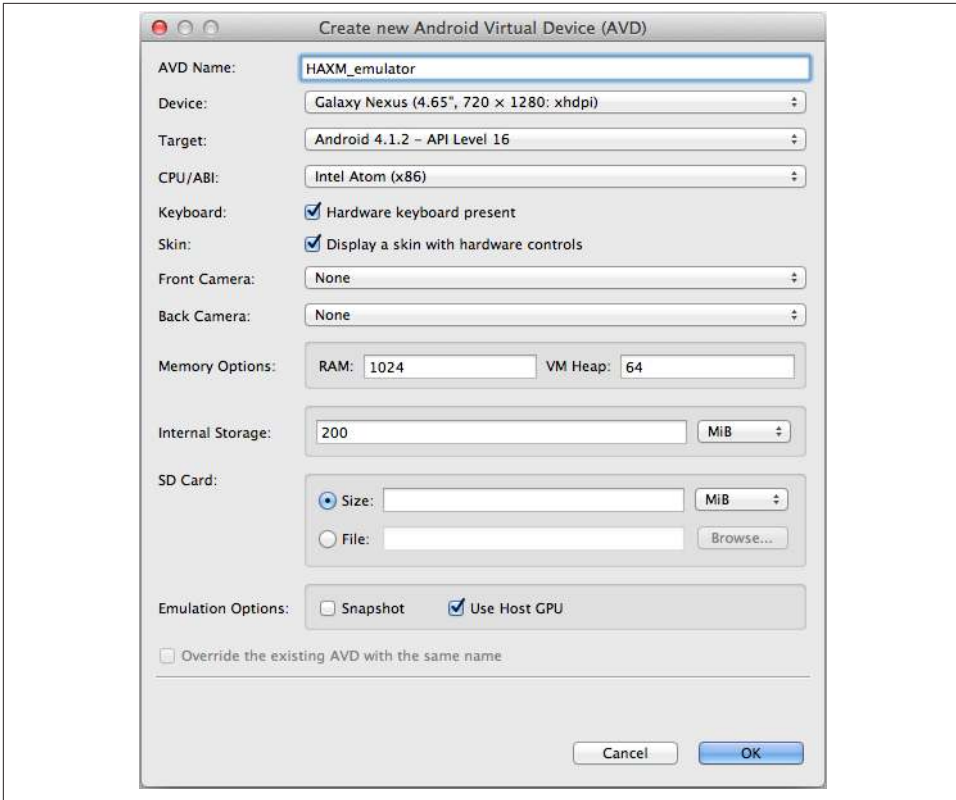 Create new Android Virtual Device (AVD)
AVD Name: HAXM_emulator
Device: Galaxy Nexus (4.65", 720 × 1280: xhdpi)
Target: Android 4.1.2 – API Level 16
CPU/ABI: Intel Atom (x86)
Keyboard: Hardware keyboard present
Skin: Display a skin with hardware controls
Front Camera: None
Back Camera: None
Memory Options: RAM: 1024 VM Heap: 64
Internal Storage: 200 MiB
SD Card:
Size: MiB
File: Browse...
Emulation Options: Snapshot Use Host GPU
Override the existing AVD with the same name
Cancel OK